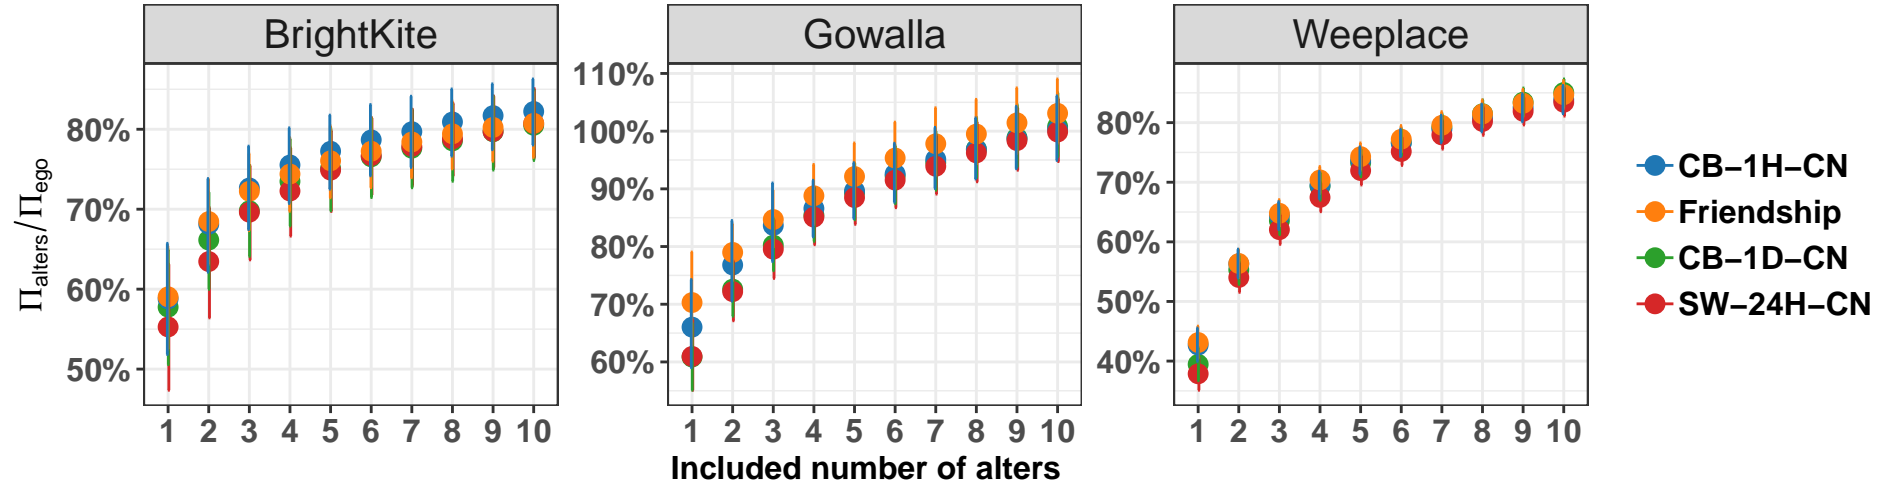 BrightKite
Gowalla
Weeplace
Πalters/Πego
80%
70%
60%
50%
110%
100%
90%
80%
70%
60%
80%
70%
60%
50%
40%
1 2 3 4 5 6 7 8 9 10
1 2 3 4 5 6 7 8 9 10
1 2 3 4 5 6 7 8 9 10
Included number of alters
CB−1H−CN
Friendship
CB−1D−CN
SW−24H−CN